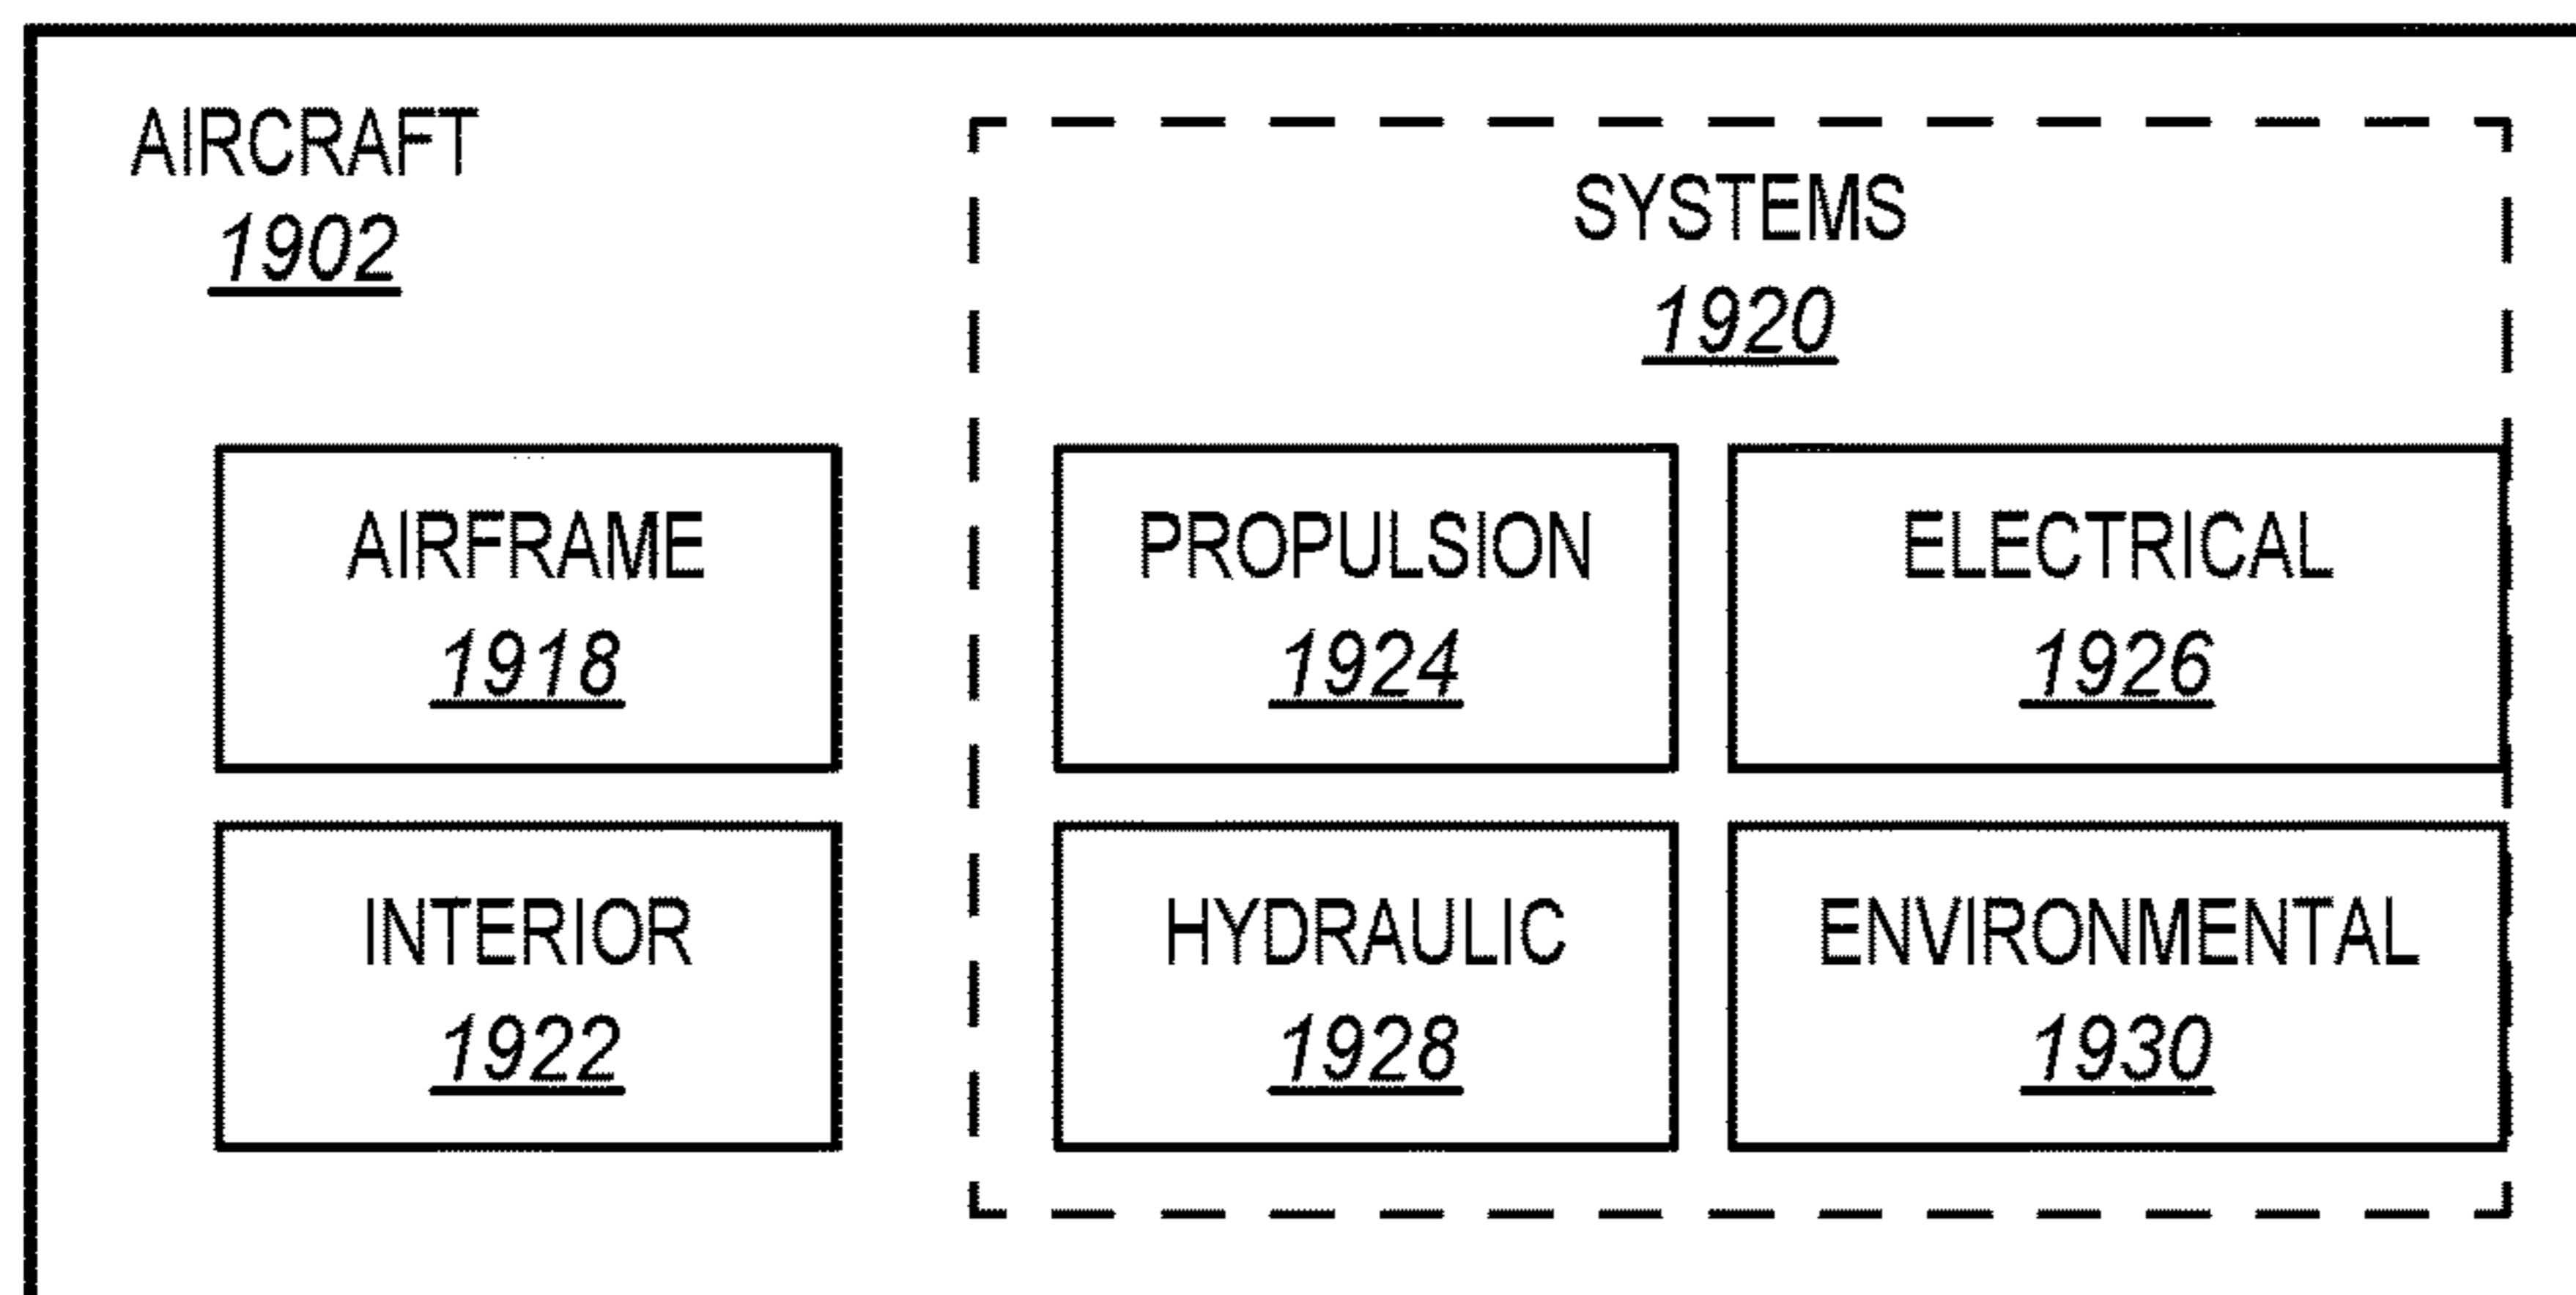 AIRCRAFT
1902
SYSTEMS
1920
AIRFRAME
1918
PROPULSION
1924
ELECTRICAL
1926
INTERIOR
1922
HYDRAULIC
1928
ENVIRONMENTAL
1930